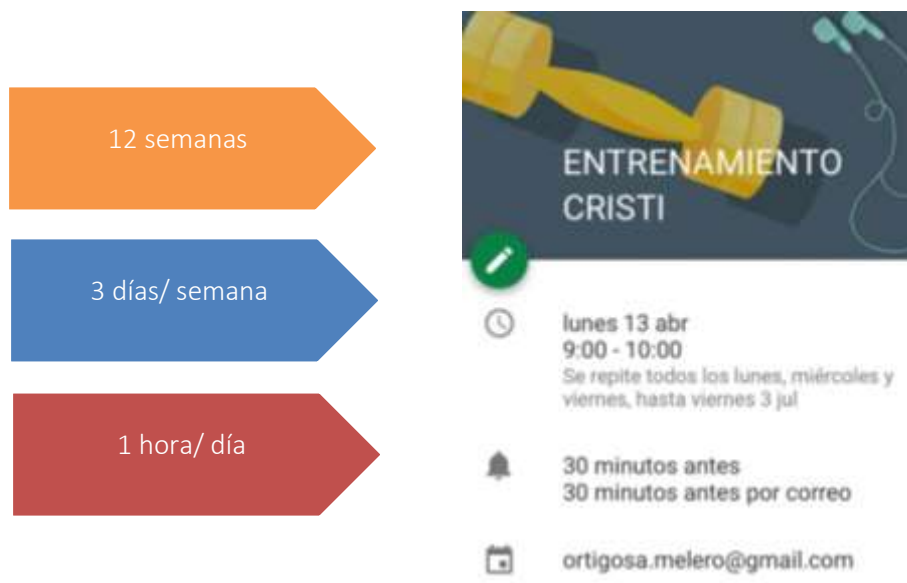 12 semanas
3 días/ semana
1 hora/ día
ENTRENAMIENTO
CRISTI
lunes 13 abr
9:00 - 10:00
Se repite todos los lunes, miércoles y
viernes, hasta viernes 3 jul
30 minutos antes
30 minutos antes por correo
ortigosa.melero@gmail.com